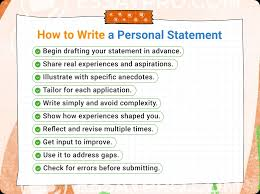 How to Write a Personal Statement
Begin drafting your statement in advance.
Share real experiences and aspirations.
Illustrate with specific anecdotes.
Tailor for each application.
Write simply and avoid complexity.
Show how experiences shaped you.
Reflect and revise multiple times.
Get input to improve.
Use it to address gaps.
Check for errors before submitting.